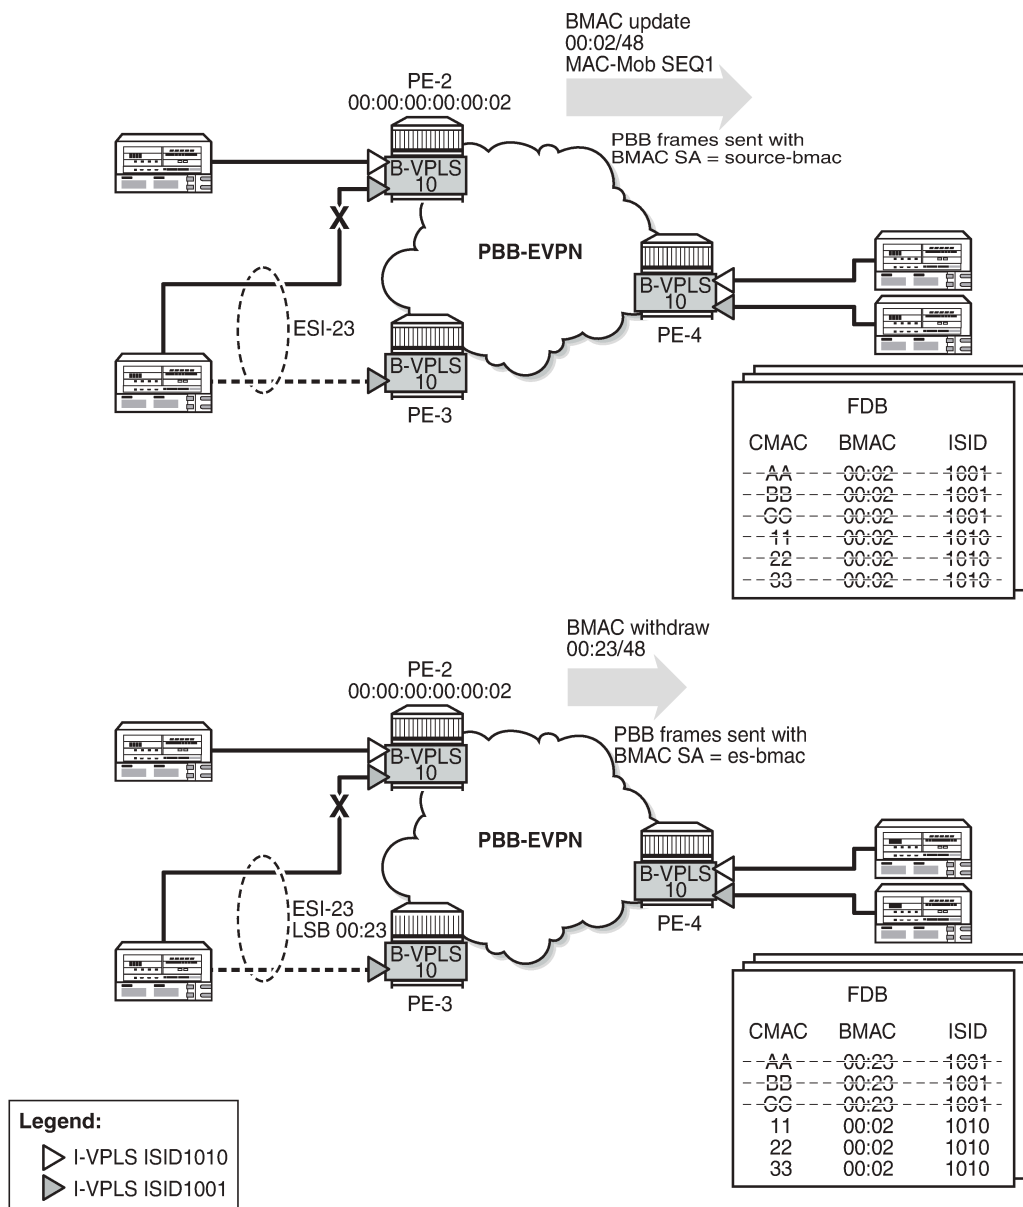 BMAC update
00:02/48
MAC-Mob SEQ1
PE-2
00:00:00:00:00:02
PBB frames sent with
BMAC SA = source-bmac
B-VPLS
10
X
PBB-EVPN
B-VPLS
10
PE-4
ESI-23
B-VPLS
10
PE-3
FDB
CMAC BMAC ISID
AA 00:02 1001
BB 00:02 1001
CC 00:02 1001
11 00:02 1010
22 00:02 1010
33 00:02 1010
BMAC withdraw
00:23/48
PE-2
00:00:00:00:00:02
PBB frames sent with
BMAC SA = es-bmac
B-VPLS
10
X
PBB-EVPN
B-VPLS
10
PE-4
ESI-23
LSB 00:23
B-VPLS
10
PE-3
FDB
CMAC BMAC ISID
AA 00:23 1001
BB 00:23 1001
CC 00:23 1001
11 00:02 1010
22 00:02 1010
33 00:02 1010
Legend:
I-VPLS ISID1010
I-VPLS ISID1001